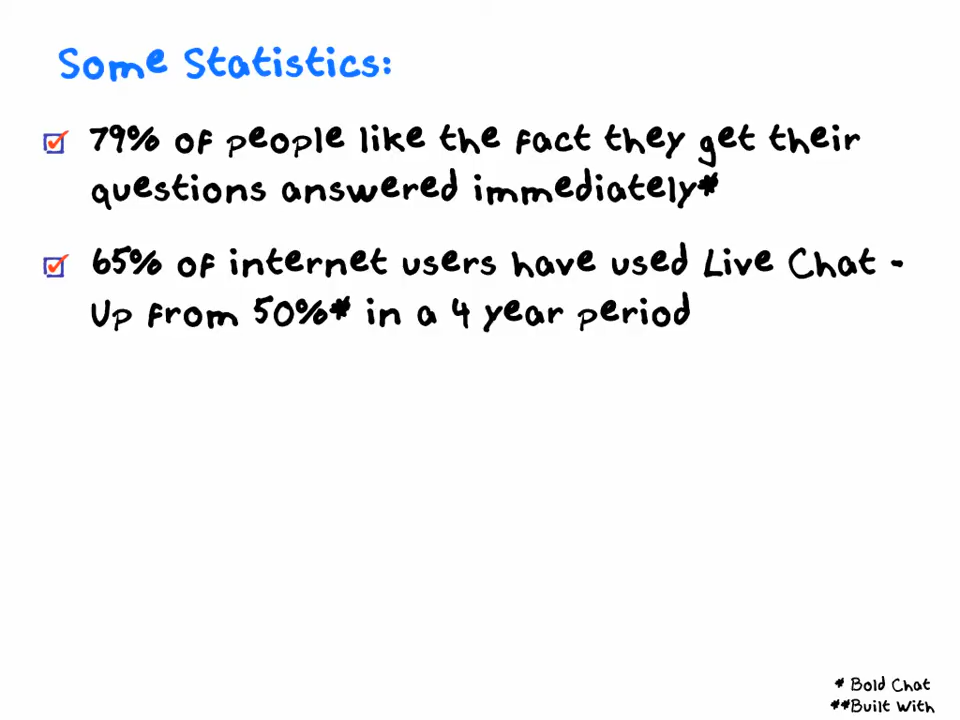 Some Statistics:
79% of people like the fact they get their
questions answered immediately*
65% of internet users have used Live Chat -
Up from 50%* in a 4 year period
* Bold Chat
**Built With